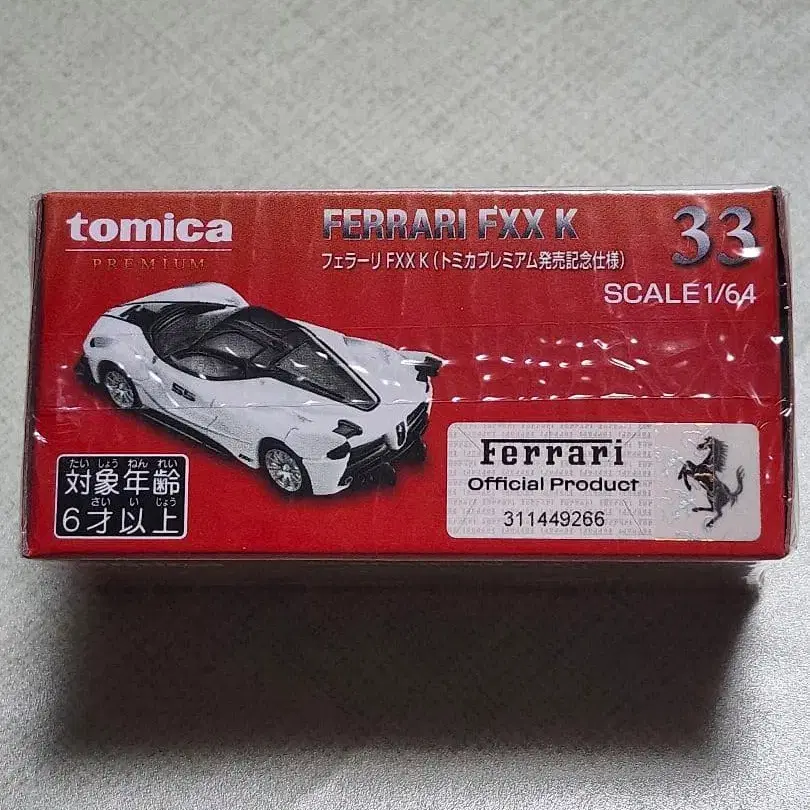 tomica
PREMIUM
FERRARI FXX K
フェラーリ FXX K (トミカプレミアム発売記念仕様)
33
SCALE1/64
55
たいしょうねんれい
対象年齢
さいいじょう
6才以上
Ferrari
Official Product
311449266